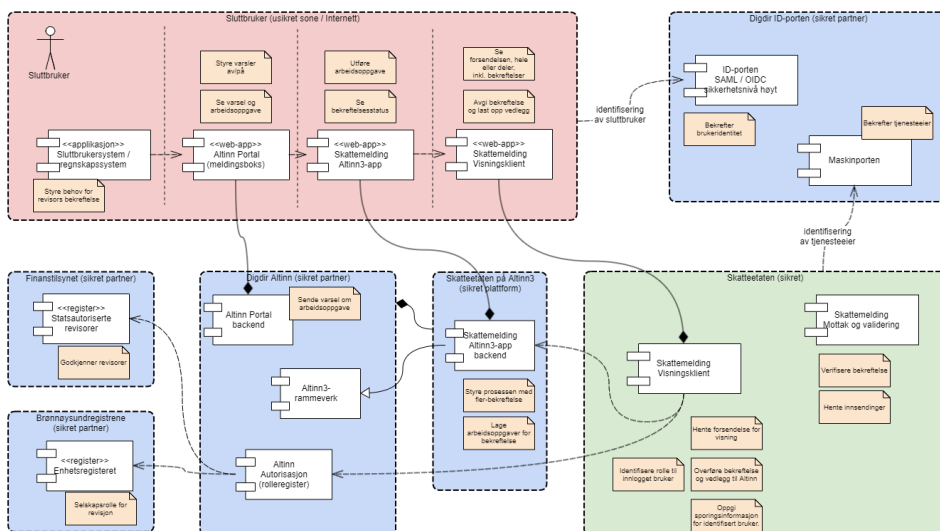 Sluttbruker (usikret sone / Internett)
Sluttbruker
Styre varsler
av/på
Se varsel og
arbeidsoppgave
Utføre
arbeidsoppgave
Se
bekreftelsesstatus
Se
forsendelsen, hele
eller deler,
inkl. bekreftelser
Avgi bekreftelse
og last opp vedlegg
<<applikasjon>>
Sluttbrukersystem /
regnskapssystem
Styre behov for
revisors bekreftelse
<<web-app>>
Altinn Portal
(meldingsboks)
<<web-app>>
Skattemelding
Altinn3-app
<<web-app>>
Skattemelding
Visningsklient
identifisering
av sluttbruker
Digdir ID-porten (sikret partner)
ID-porten
SAML / OIDC
sikkerhetsnivå høyt
Bekrefter
brukeridentitet
Bekrefter tjenesteeier
Maskinporten
identifisering
av tjenesteeier
Finanstilsynet (sikret partner)
<<register>>
Statsautoriserte
revisorer
Godkjenner revisorer
Brønnøysundregistrene
(sikret partner)
<<register>>
Enhetsregisteret
Selskapsrolle for
revisjon
Digdir Altinn (sikret partner)
Altinn Portal
backend
Sende varsel om
arbeidsoppgave
Altinn3-
rammeverk
Altinn
Autorisasjon
(rolleregister)
Skatteetaten på Altinn3
(sikret plattform)
Skattemelding
Altinn3-app
backend
Styre prosessen med
fler-bekreftelse
Lage
arbeidsoppgaver for
bekreftelse
Skatteetaten (sikret)
Skattemelding
Visningsklient
Skattemelding
Mottak og validering
Verifisere bekreftelse
Hente innsendinger
Hente forsendelse for
visning
Identifisere rolle til
innlogget bruker
Overføre bekreftelse
og vedlegg til Altinn
Oppgi
sporingsinformasjon
for identifisert bruker.